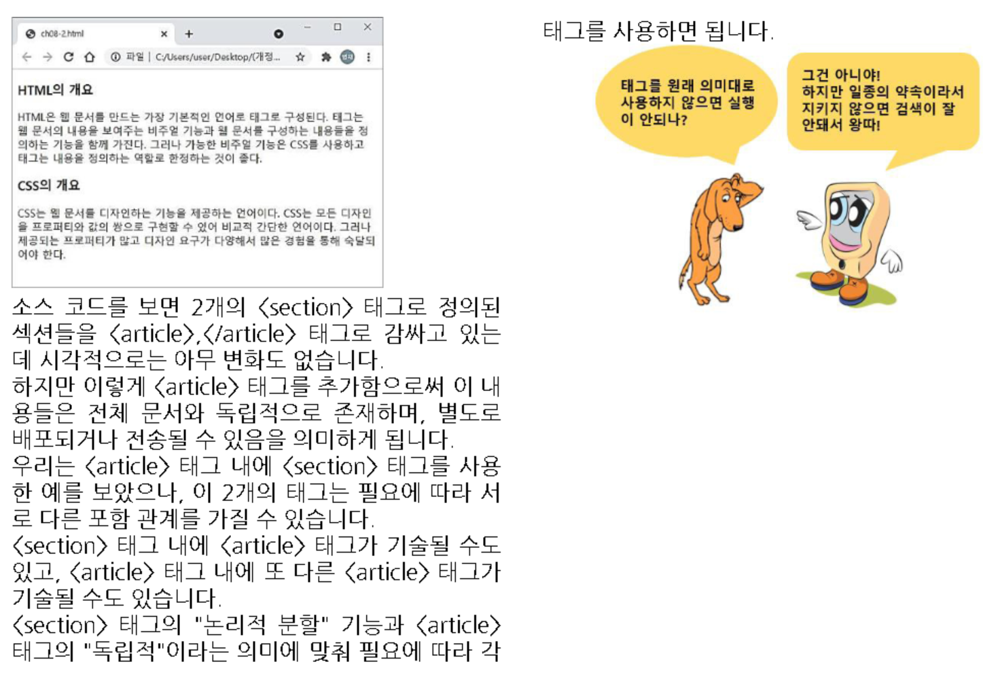 ch08-2.html
파일 | C:/Users/user/Desktop/(개정...
HTML의 개요
HTML은 웹 문서를 만드는 가장 기본적인 언어로 태그로 구성된다. 태그는
웹 문서의 내용을 보여주는 비주얼 기능과 웹 문서를 구성하는 내용들을 정
의하는 기능을 함께 가진다. 그러나 가능한 비주얼 기능은 CSS를 사용하고
태그는 내용을 정의하는 역할로 한정하는 것이 좋다.
CSS의 개요
CSS는 웹 문서를 디자인하는 기능을 제공하는 언어이다. CSS는 모든 디자인
을 프로퍼티와 값의 쌍으로 구현할 수 있어 비교적 간단한 언어이다. 그러나
제공되는 프로퍼티가 많고 디자인 요구가 다양해서 많은 경험을 통해 숙달되
어야 한다.
소스 코드를 보면 2개의 〈section〉 태그로 정의된
섹션들을 〈article〉,〈/article〉 태그로 감싸고 있는
데 시각적으로는 아무 변화도 없습니다.
하지만 이렇게 〈article〉 태그를 추가함으로써 이 내
용들은 전체 문서와 독립적으로 존재하며, 별도로
배포되거나 전송될 수 있음을 의미하게 됩니다.
우리는 〈article〉 태그 내에 〈section〉 태그를 사용
한 예를 보았으나, 이 2개의 태그는 필요에 따라 서
로 다른 포함 관계를 가질 수 있습니다.
〈section〉 태그 내에 〈article〉 태그가 기술될 수도
있고, 〈article〉 태그 내에 또 다른 〈article〉 태그가
기술될 수도 있습니다.
〈section〉 태그의 "논리적 분할" 기능과 〈article〉
태그의 "독립적"이라는 의미에 맞춰 필요에 따라 각
태그를 사용하면 됩니다.
태그를 원래 의미대로
사용하지 않으면 실행
이 안되나?
그건 아니야!
하지만 일종의 약속이라서
지키지 않으면 검색이 잘
안돼서 왕따!